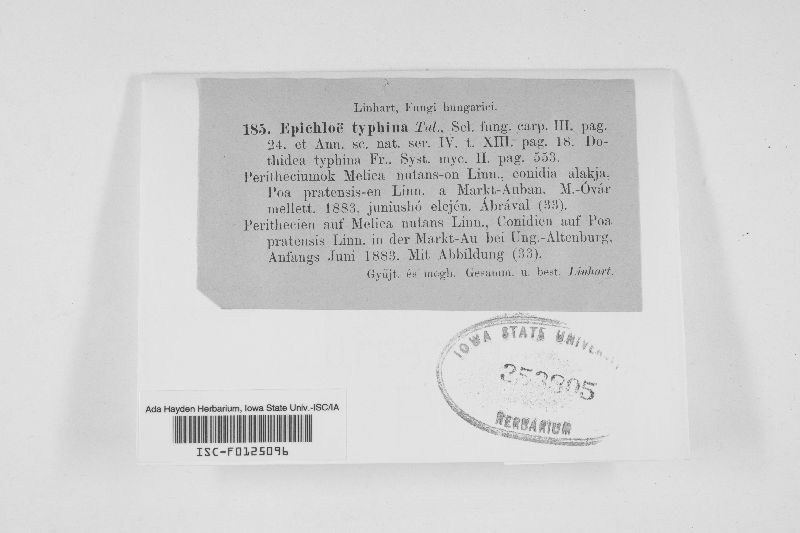 Linhart, Fungi hungarici.
185. Epichloë typhina Tul., Sel. fung. carp. III. pag.
24. et Ann. sc. nat. ser. IV. t. XIII. pag. 18. Do-
thidea typhina Fr., Syst. myc. II. pag. 553.
Peritheciumok Melica nutans-on Linn., conidia alakja,
Poa pratensis-en Linn. a Markt-Auban, M.-Óvár
mellett. 1883. juniushó elején. Ábrával (33).
Perithecien auf Melica nutans Linn., Conidien auf Poa
pratensis Linn. in der Markt-Au bei Ung.-Altenburg,
Anfangs Juni 1883. Mit Abbildung (33).
Gyüjt. és megh. Gesamm. u. best. Linhart.
IOWA STATE UNIVERSI
353905
HERBARIUM
Ada Hayden Herbarium, Iowa State Univ.-ISC/IA
ISC-F0125096